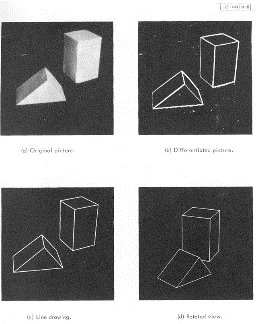 (a) Original picture.
(b) Differentiated picture.
(c) Line drawing.
(d) Rotated view.